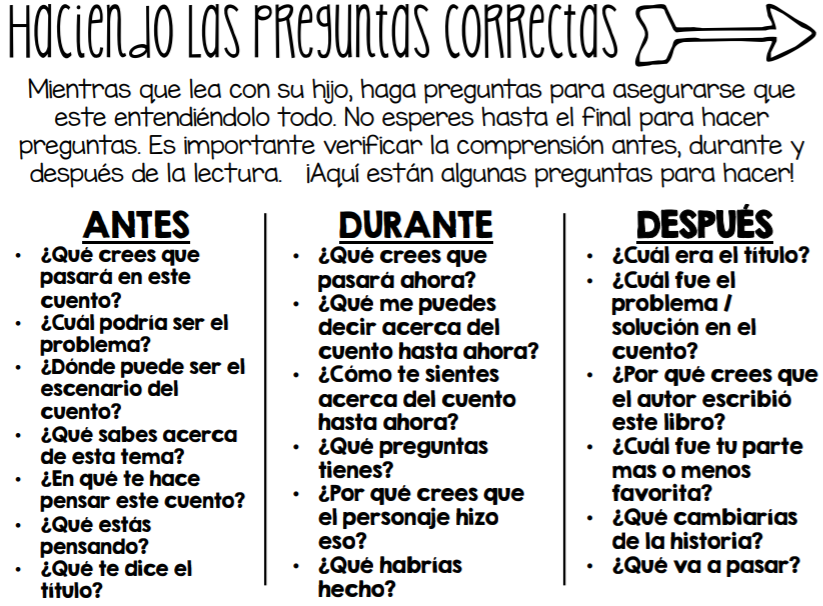 Haciendo Las Preguntas Correctas
Mientras que lea con su hijo, haga preguntas para asegurarse que
este entendiéndolo todo. No esperes hasta el final para hacer
preguntas. Es importante verificar la comprensión antes, durante y
después de la lectura. ¡Aquí están algunas preguntas para hacer!
ANTES
• ¿Qué crees que
pasará en este
cuento?
• ¿Cuál podría ser el
problema?
• ¿Dónde puede ser el
escenario del
cuento?
• ¿Qué sabes acerca
de esta tema?
• ¿En qué te hace
pensar este cuento?
• ¿Qué estás
pensando?
• ¿Qué te dice el
título?
DURANTE
• ¿Qué crees que
pasará ahora?
• ¿Qué me puedes
decir acerca del
cuento hasta ahora?
• ¿Cómo te sientes
acerca del cuento
hasta ahora?
• ¿Qué preguntas
tienes?
• ¿Por qué crees que
el personaje hizo
eso?
• ¿Qué habrías
hecho?
DESPUÉS
• ¿Cuál era el título?
• ¿Cuál fue el
problema /
solución en el
cuento?
• ¿Por qué crees que
el autor escribió
este libro?
• ¿Cuál fue tu parte
mas o menos
favorita?
• ¿Qué cambiarías
de la historia?
• ¿Qué va a pasar?